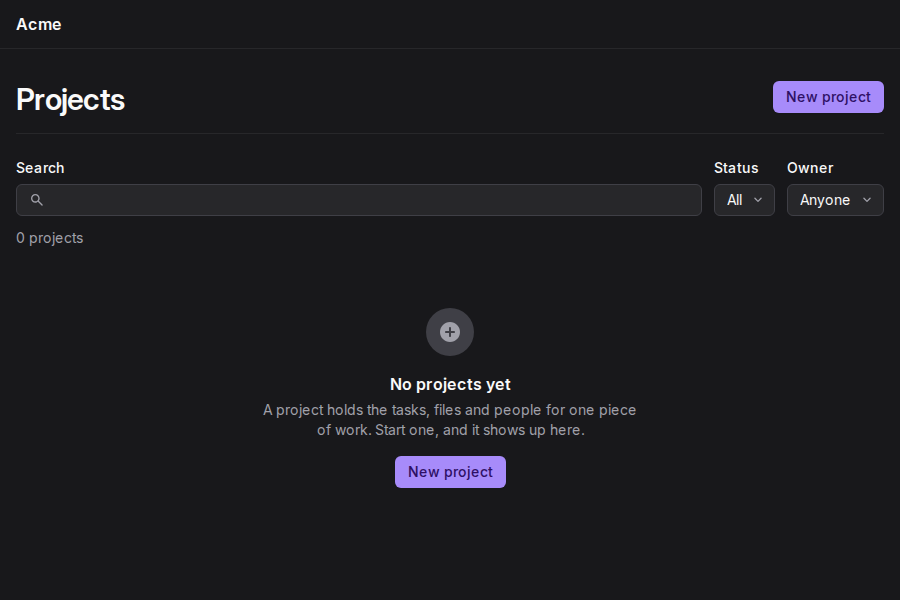 Acme
Projects
New project
Search
Status
Owner
All
Anyone
0 projects
No projects yet
A project holds the tasks, files and people for one piece
of work. Start one, and it shows up here.
New project